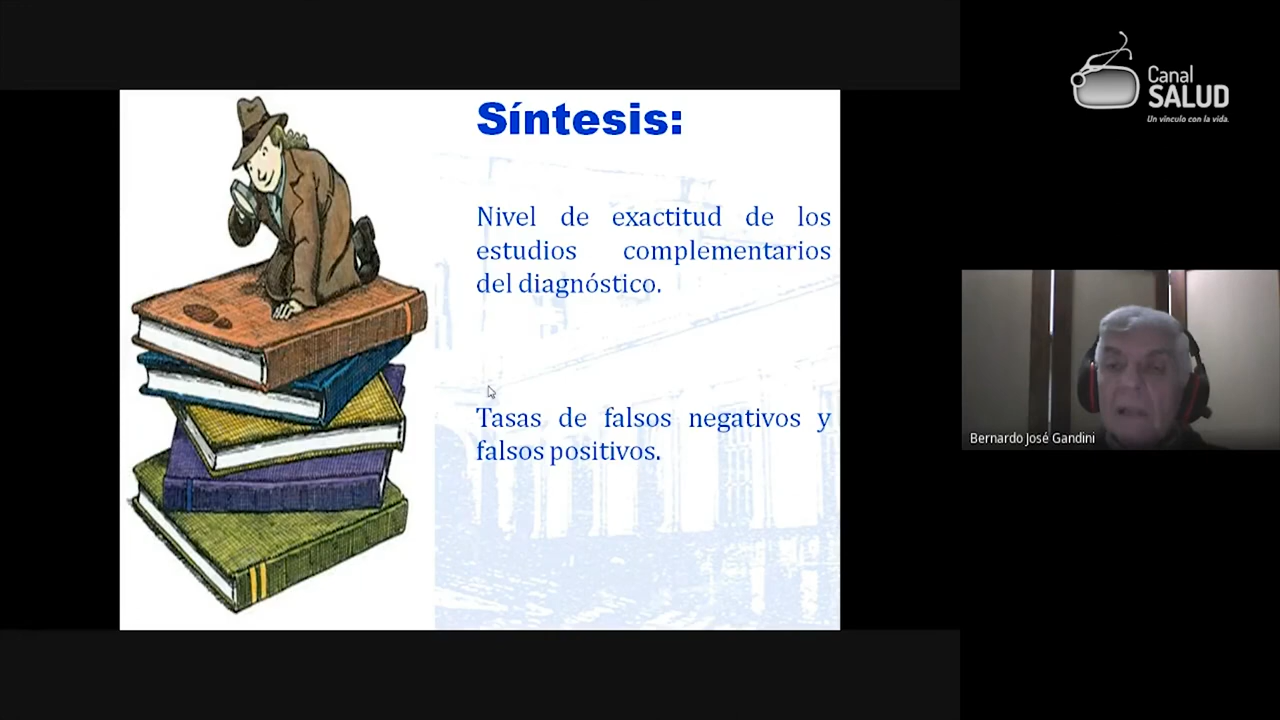 Síntesis:
Nivel de exactitud de los
estudios complementarios
del diagnóstico.
Tasas de falsos negativos y
falsos positivos.
Canal
SALUD
Un vínculo con la vida.
Bernardo José Gandini